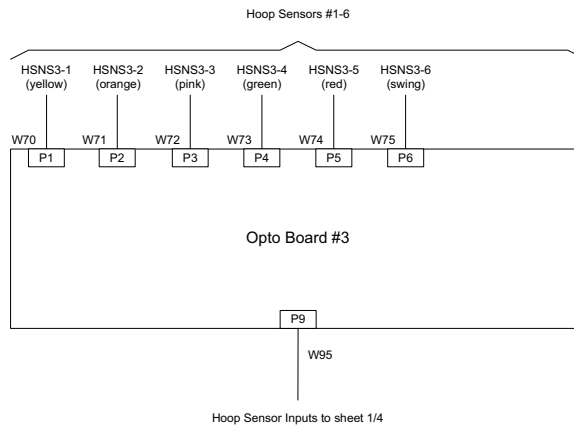 Hoop Sensors #1-6
HSNS3-1 HSNS3-2 HSNS3-3 HSNS3-4 HSNS3-5 HSNS3-6
(yellow) (orange) (pink) (green) (red) (swing)
W70 W71 W72 W73 W74 W75
P1 P2 P3 P4 P5 P6
Opto Board #3
P9
W95
Hoop Sensor Inputs to sheet 1/4